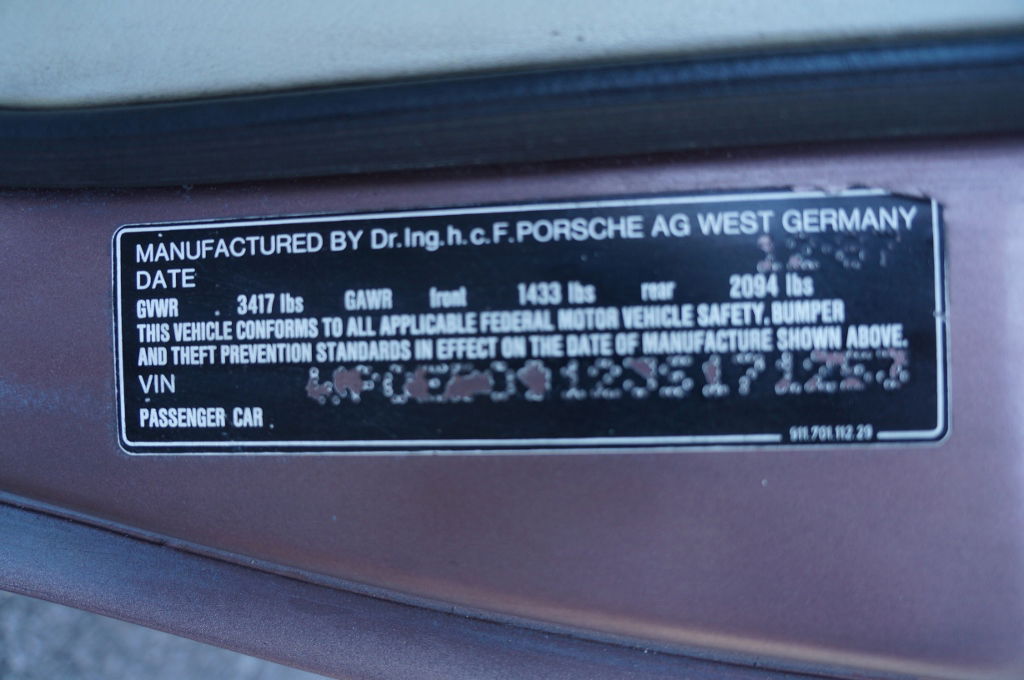 MANUFACTURED BY Dr.Ing.h.c.F.PORSCHE AG WEST GERMANY
DATE
GVWR 3417 lbs GAWR front 1433 lbs rear 2094 lbs
THIS VEHICLE CONFORMS TO ALL APPLICABLE FEDERAL MOTOR VEHICLE SAFETY, BUMPER
AND THEFT PREVENTION STANDARDS IN EFFECT ON THE DATE OF MANUFACTURE SHOWN ABOVE.
VIN
PASSENGER CAR
911.701.112.29